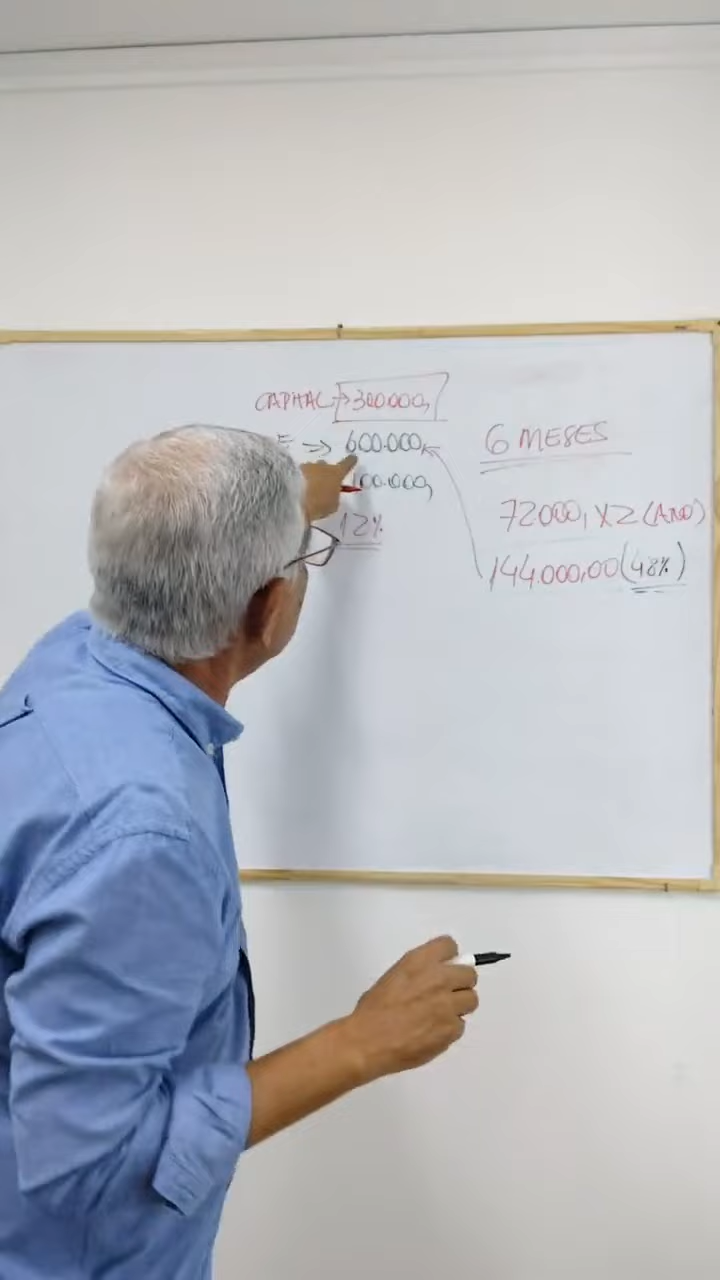 CAPITAL → 300.000,
→ 600.000,
100.000,
12%
6 MESES
72000, X2 (ANO)
144.000,00 (48%)